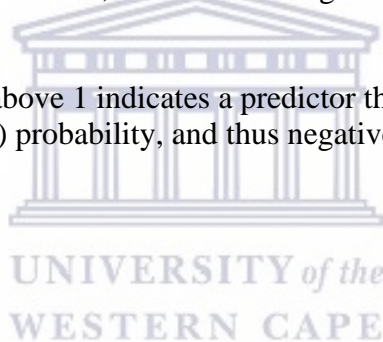 above 1 indicates a predictor th
) probability, and thus negative
UNIVERSITY of the
WESTERN CAPE